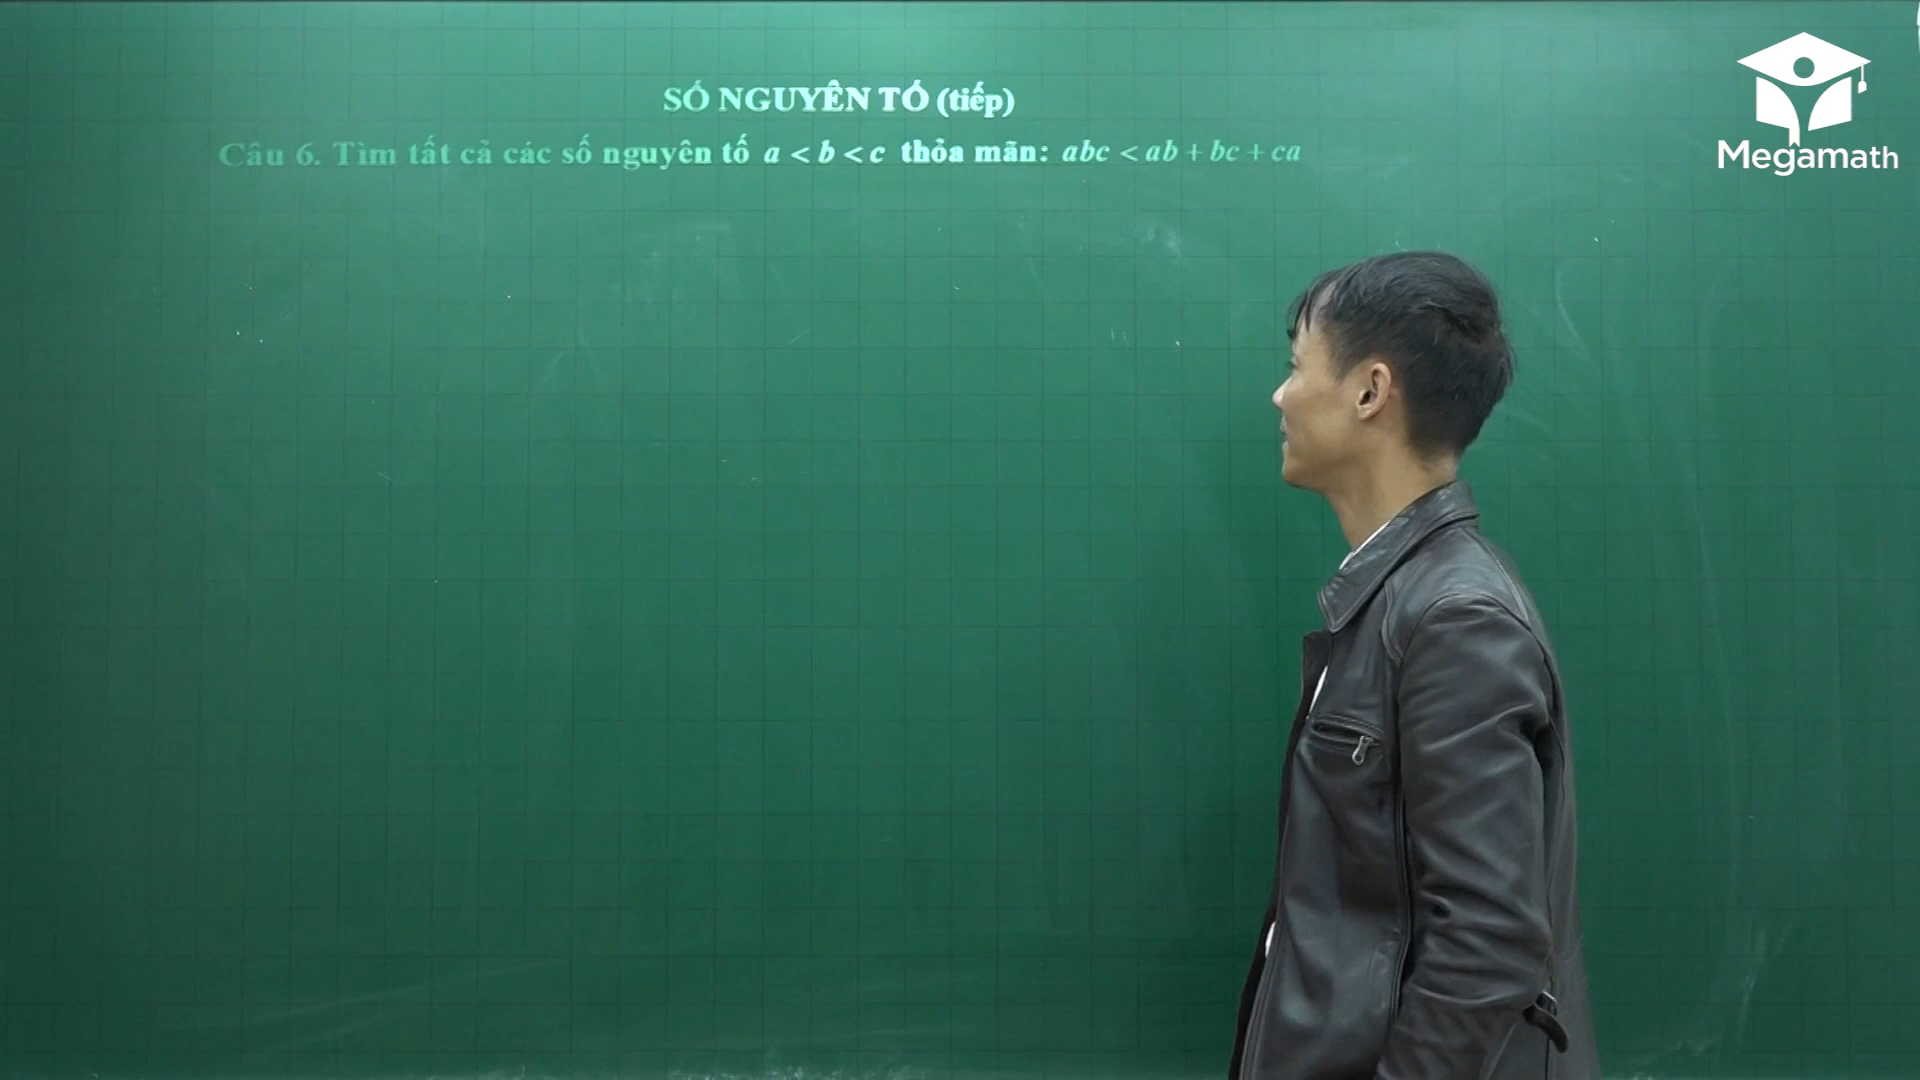 SỐ NGUYÊN TỐ (tiếp)
Câu 6. Tìm tất cả các số nguyên tố a < b < c thỏa mãn: abc < ab + bc + ca
Megamath